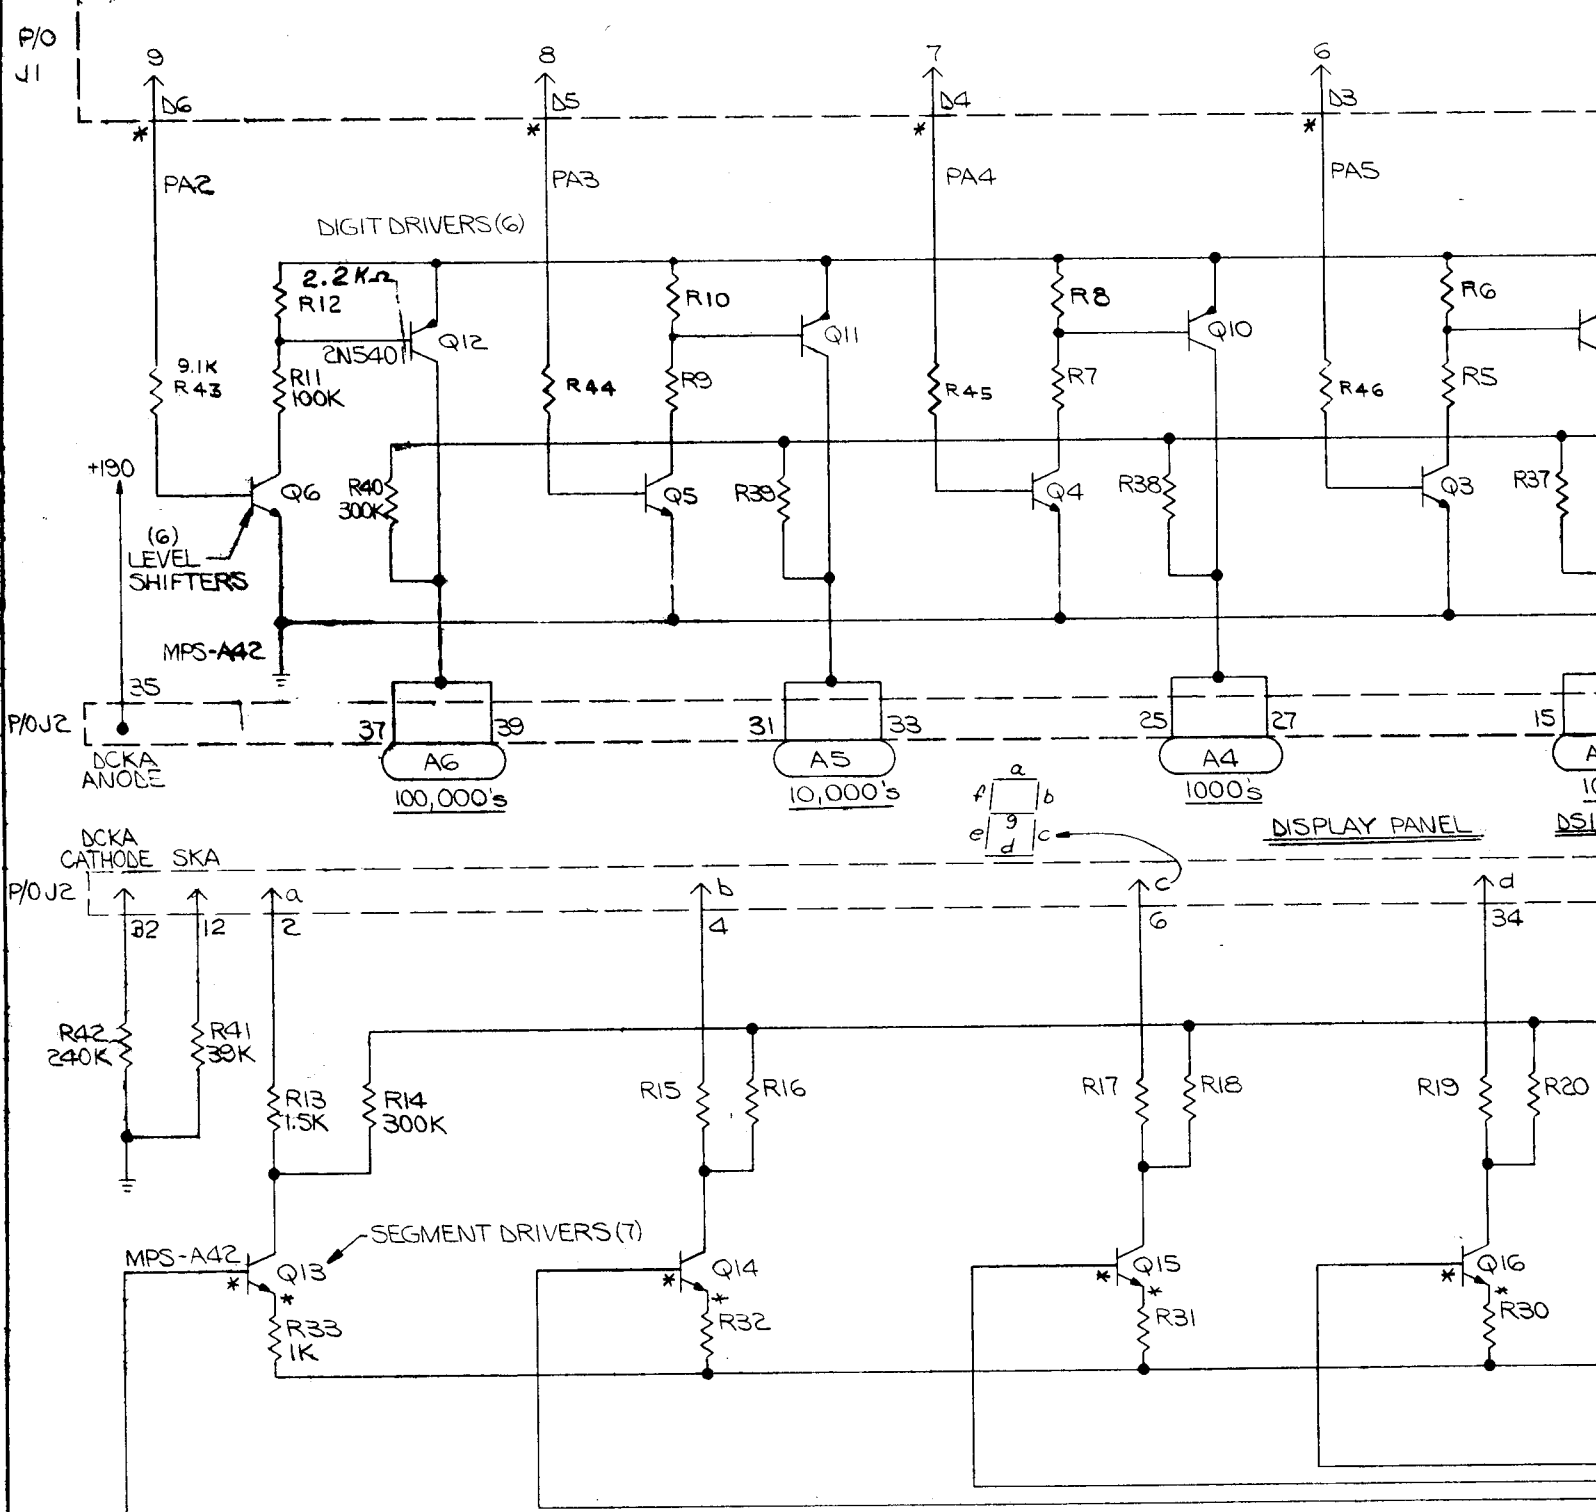 P/O
J1
9
8
7
6
D6
D5
D4
D3
*
*
*
*
PA2
PA3
PA4
PA5
DIGIT DRIVERS (6)
2.2KΩ
R12
R10
R8
R6
Q12
Q11
Q10
2N5401
9.1K
R43
R11
100K
R44
R9
R45
R7
R46
R5
+190
Q6
R40
300K
Q5
R39
Q4
R38
Q3
R37
(6)
LEVEL
SHIFTERS
MPS-A42
35
P/O J2
37
39
31
33
25
27
15
DCKA
ANODE
A6
A5
A4
A
100,000's
10,000's
1000's
10
a
f
b
g
e
c
d
DISPLAY PANEL
DS1
DCKA
CATHODE SKA
P/O J2
a
b
c
d
32
12
2
4
6
34
R42
240K
R41
39K
R13
1.5K
R14
300K
R15
R16
R17
R18
R19
R20
SEGMENT DRIVERS (7)
MPS-A42
Q13
Q14
Q15
Q16
*
*
*
*
*
*
*
*
R33
1K
R32
R31
R30